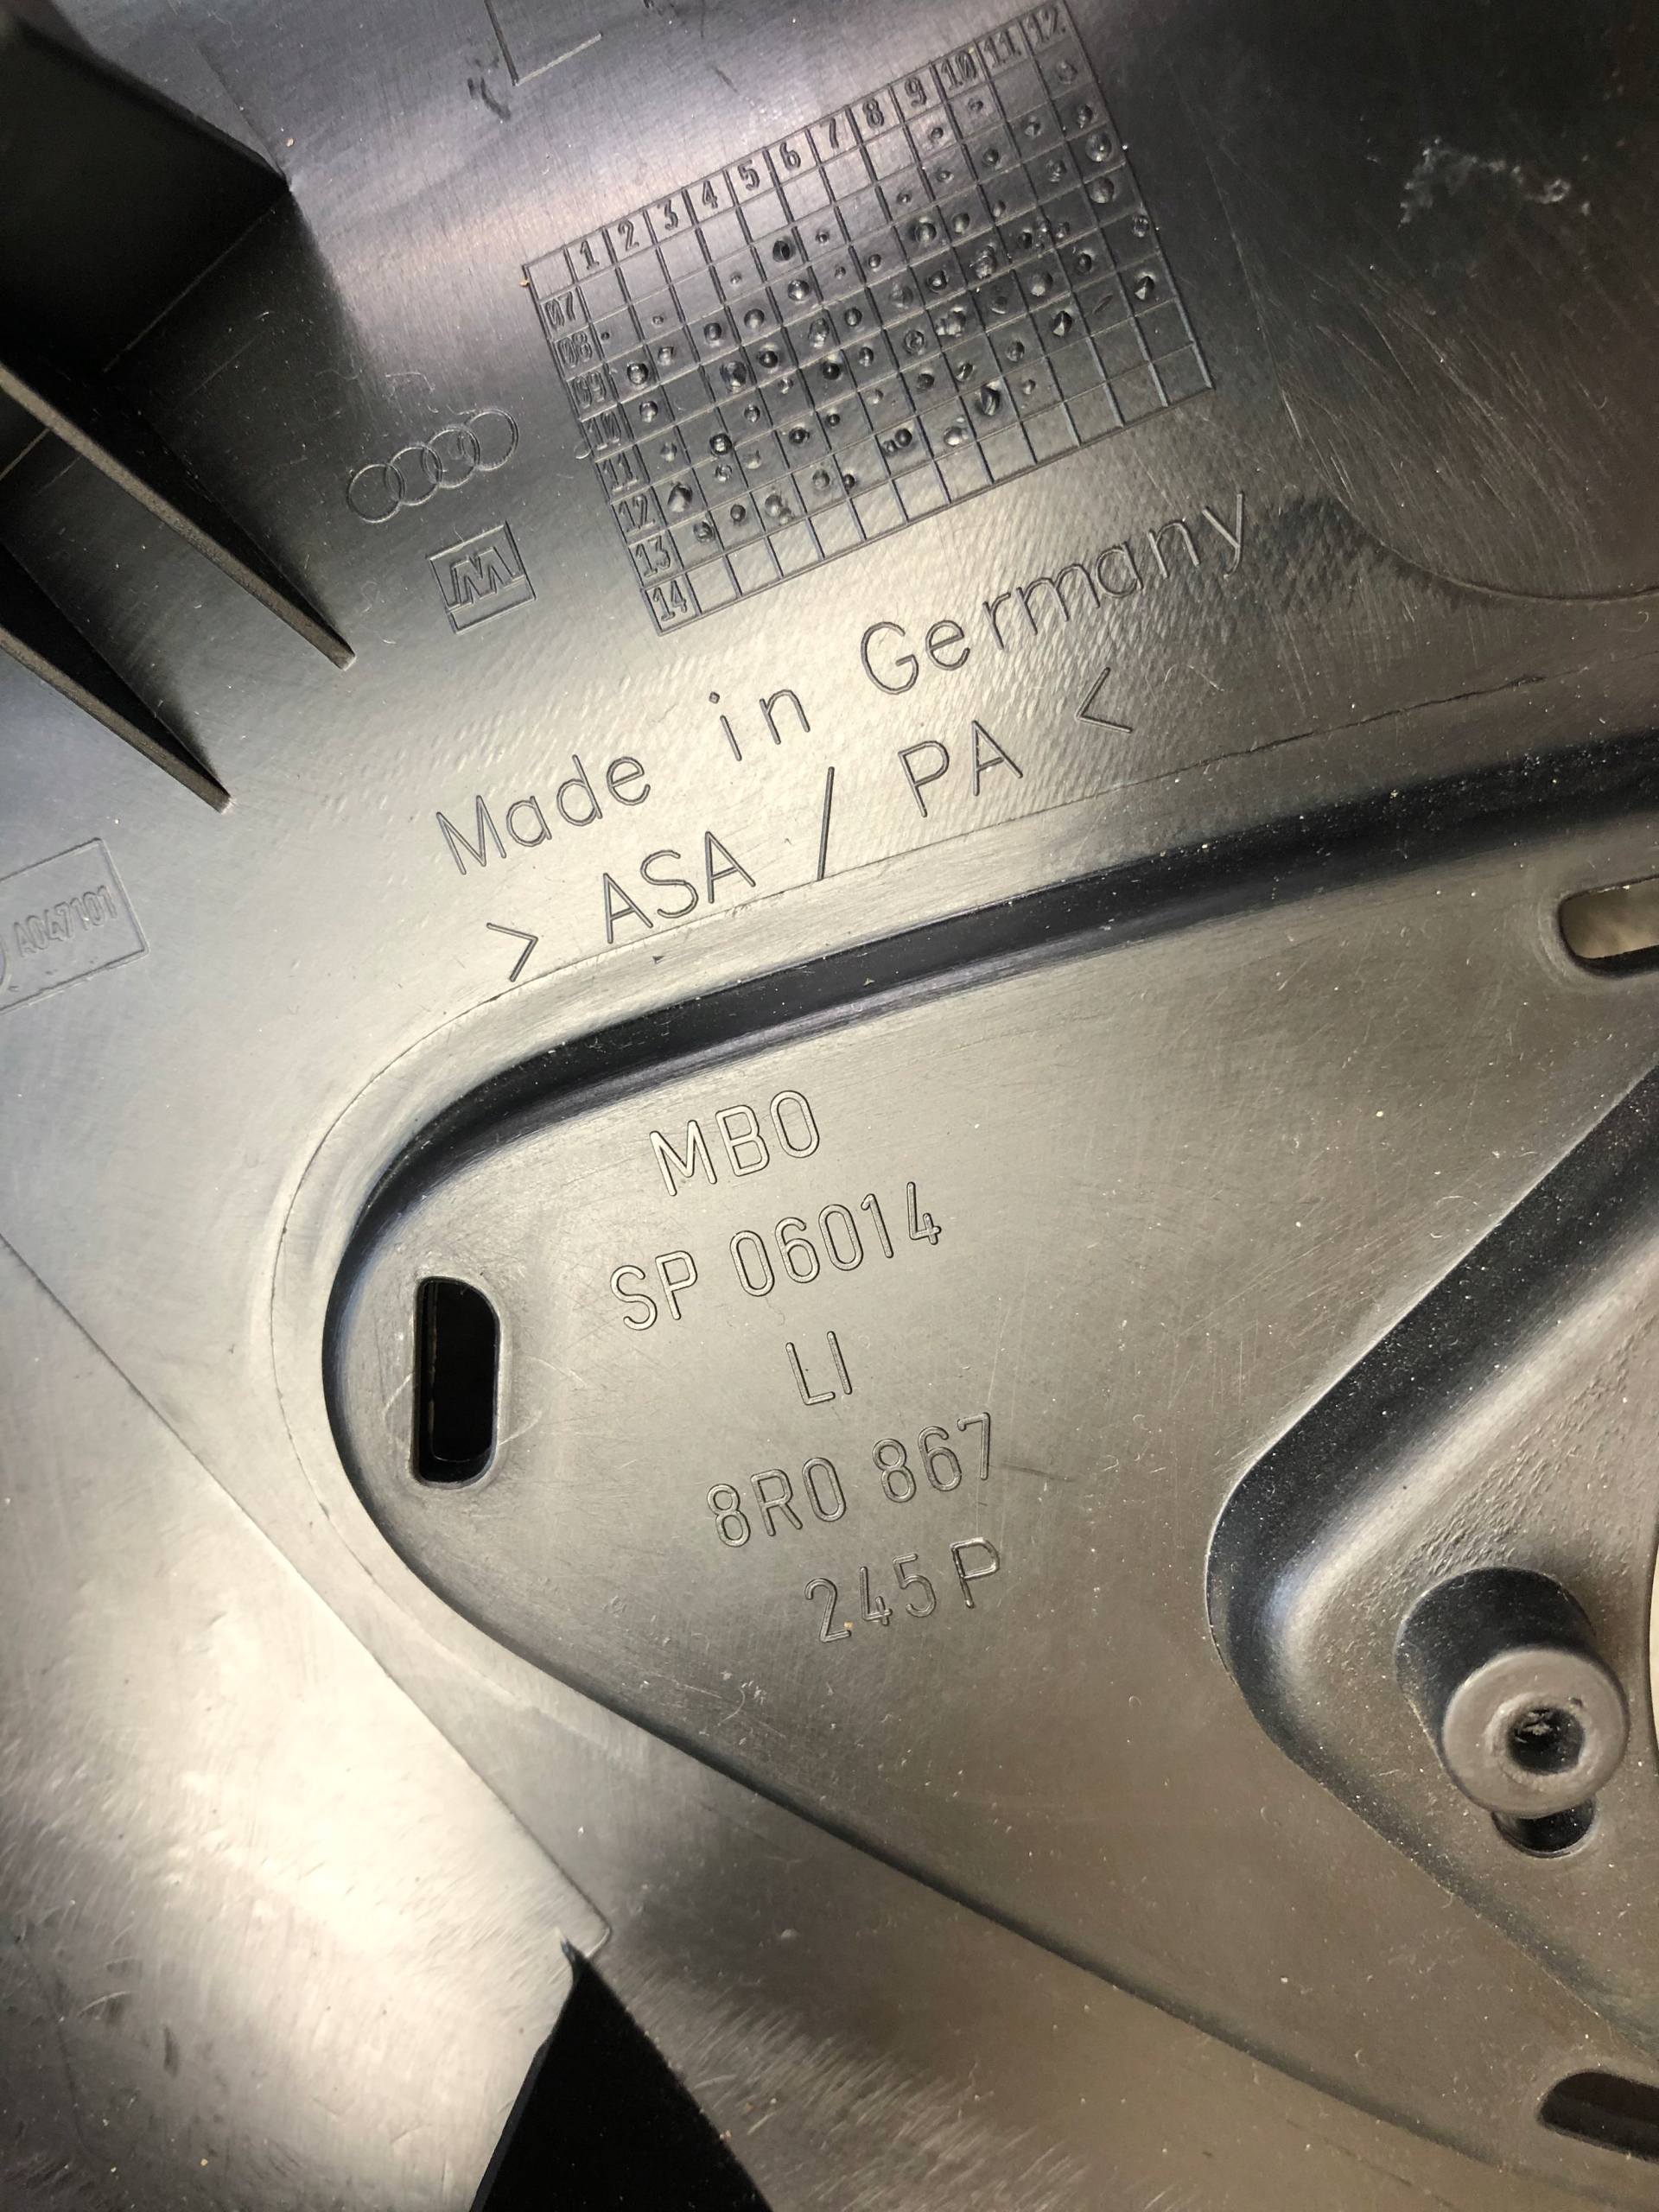 1 2 3 4 5 6 7 8 9 10 11 12
07
08
09
10
11
12
13
14
Made in Germany
> ASA / PA <
A047101
MBO
SP 06014
LI
8R0 867
245 P